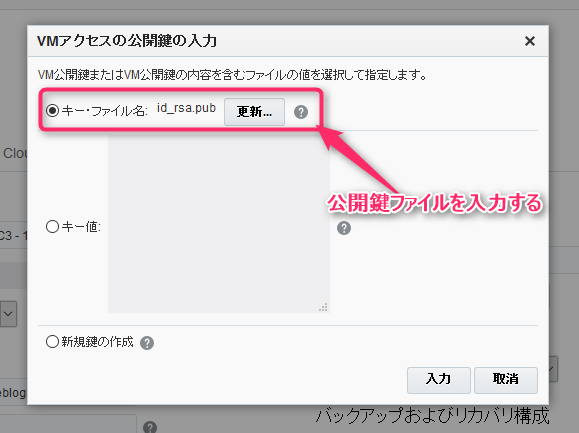 VMアクセスの公開鍵の入力
VM公開鍵またはVM公開鍵の内容を含むファイルの値を選択して指定します。
キー・ファイル名: id_rsa.pub 更新...
公開鍵ファイルを入力する
キー値:
新規鍵の作成
入力 取消
Clou
C3 - 1
eblog
バックアップおよびリカバリ構成